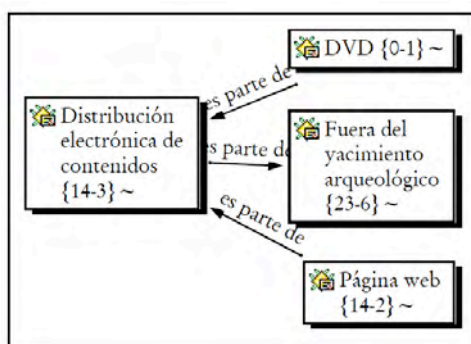 DVD {0-1} ~
es parte de
Distribución
electrónica de
contenidos
{14-3} ~
es parte de
Fuera del
yacimiento
arqueológico
{23-6} ~
es parte de
Página web
{14-2} ~